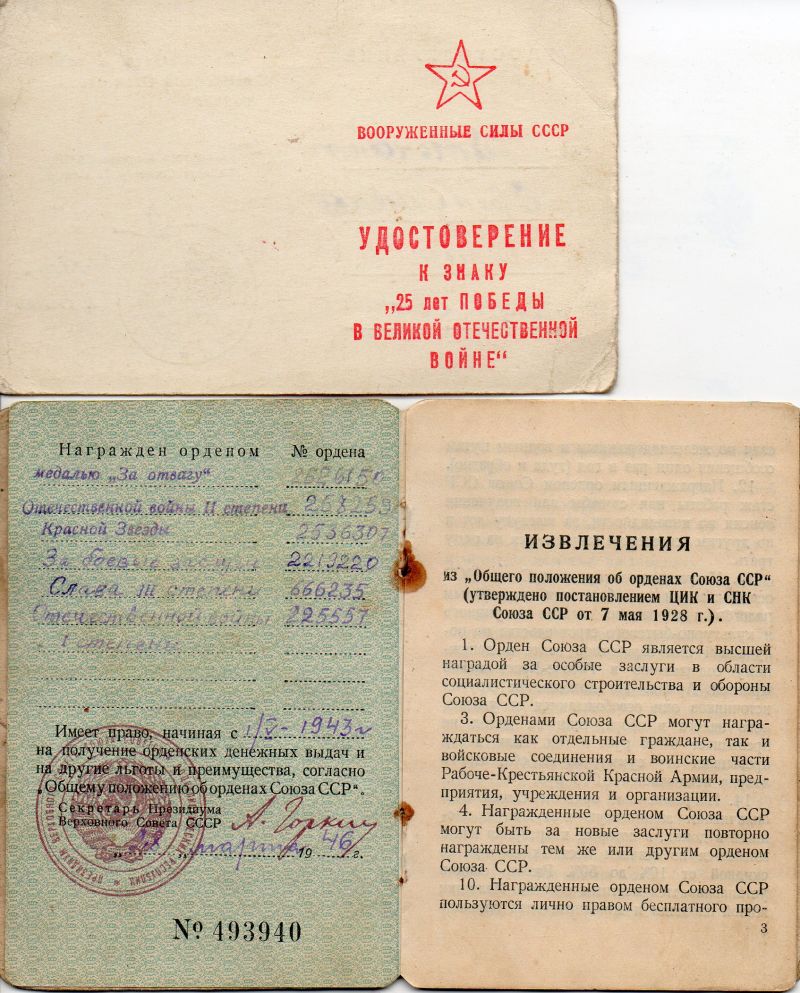 ВООРУЖЕННЫЕ СИЛЫ СССР
УДОСТОВЕРЕНИЕ
К ЗНАКУ
„25 лет ПОБЕДЫ
В ВЕЛИКОЙ ОТЕЧЕСТВЕННОЙ
ВОЙНЕ“
Награжден орденом № ордена
медалью „За отвагу“
Отечественной войны II степени
Красной Звезды 2556307
За боевые заслуги 2219220
Слава III степени 666235
Отечественной войны 225557
I степени
Имеет право, начиная с 1/V-1943 г
на получение орденских денежных выдач и
на другие льготы и преимущества, согласно
„Общему положению об орденах Союза ССР“.
Секретарь Президиума
Верховного Совета СССР А. Горкин
марта 1946 г.
№ 493940
ИЗВЛЕЧЕНИЯ
из „Общего положения об орденах Союза ССР“
(утверждено постановлением ЦИК и СНК
Союза ССР от 7 мая 1928 г.).
1. Орден Союза ССР является высшей
наградой за особые заслуги в области
социалистического строительства и обороны
Союза ССР.
3. Орденами Союза ССР могут награ-
ждаться как отдельные граждане, так и
войсковые соединения и воинские части
Рабоче-Крестьянской Красной Армии, пред-
приятия, учреждения и организации.
4. Награжденные орденом Союза ССР
могут быть за новые заслуги повторно
награждены тем же или другим орденом
Союза ССР.
10. Награжденные орденом Союза ССР
пользуются лично правом бесплатного про-
3